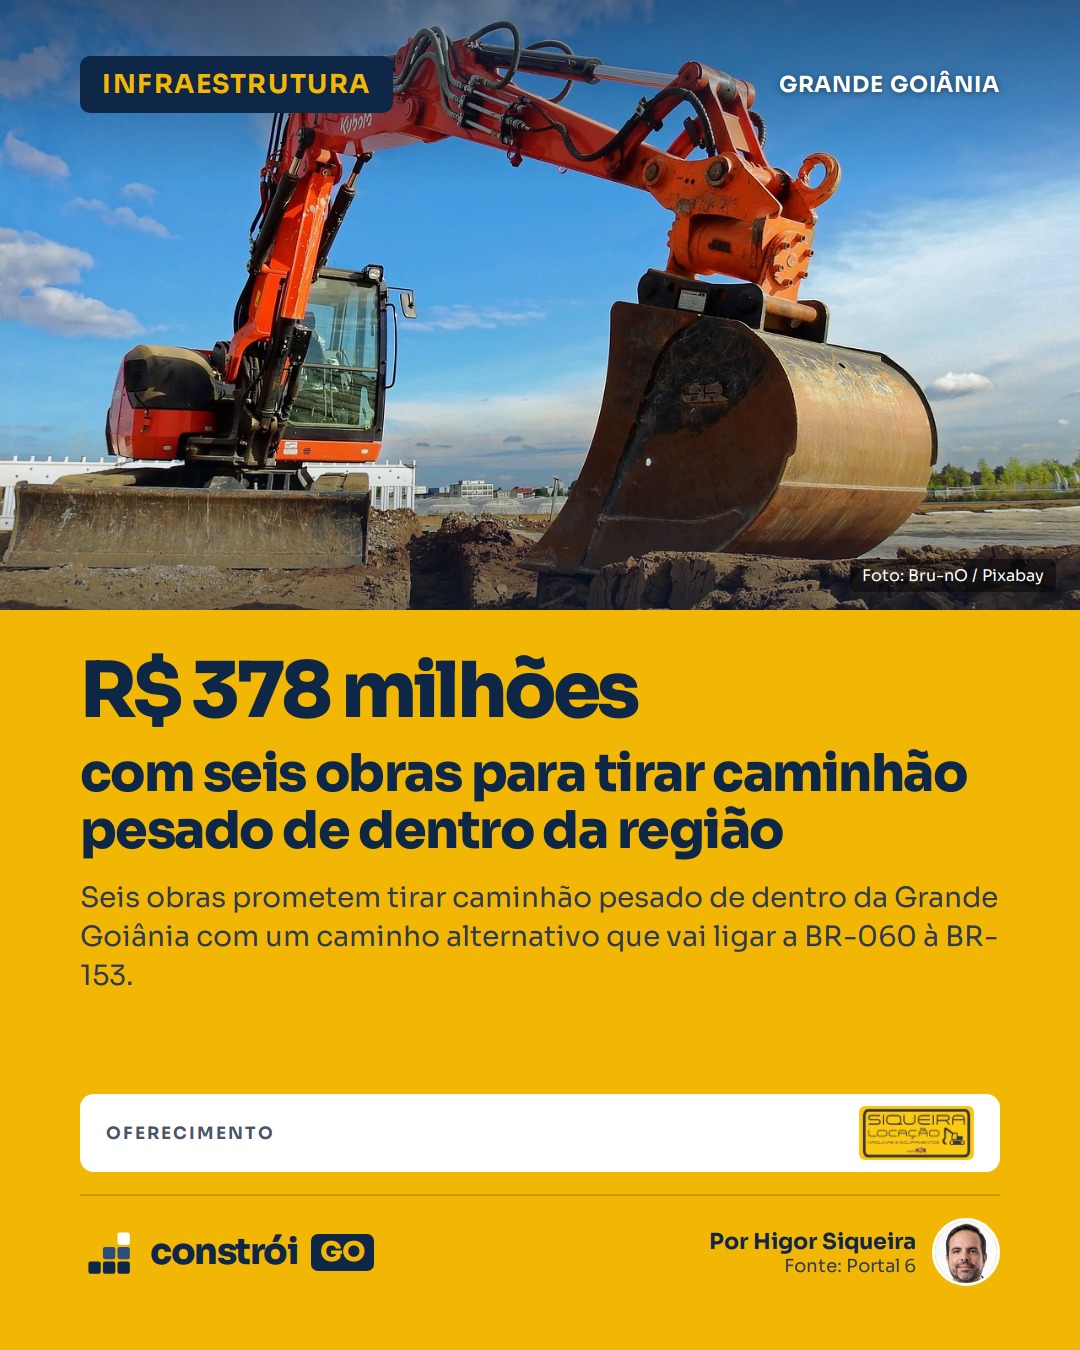 INFRAESTRUTURA
GRANDE GOIÂNIA
Kubota
Foto: Bru-nO / Pixabay
R$ 378 milhões
com seis obras para tirar caminhão
pesado de dentro da região
Seis obras prometem tirar caminhão pesado de dentro da Grande
Goiânia com um caminho alternativo que vai ligar a BR-060 à BR-
153.
OFERECIMENTO
SIQUEIRA
LOCAÇÃO
MÁQUINAS E EQUIPAMENTOS
constrói GO
Por Higor Siqueira
Fonte: Portal 6